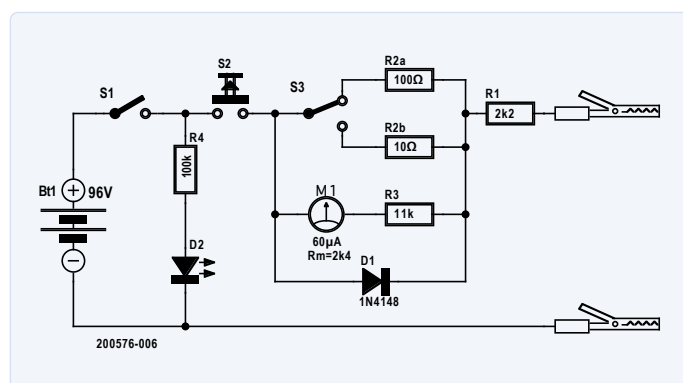 R2a
S2
100Ω
S3
R1
S1
2k2
R4
R2b
100k
10Ω
Bt1
96V
M1
R3
11k
60µA
Rm=2k4
D2
D1
1N4148
200576-006